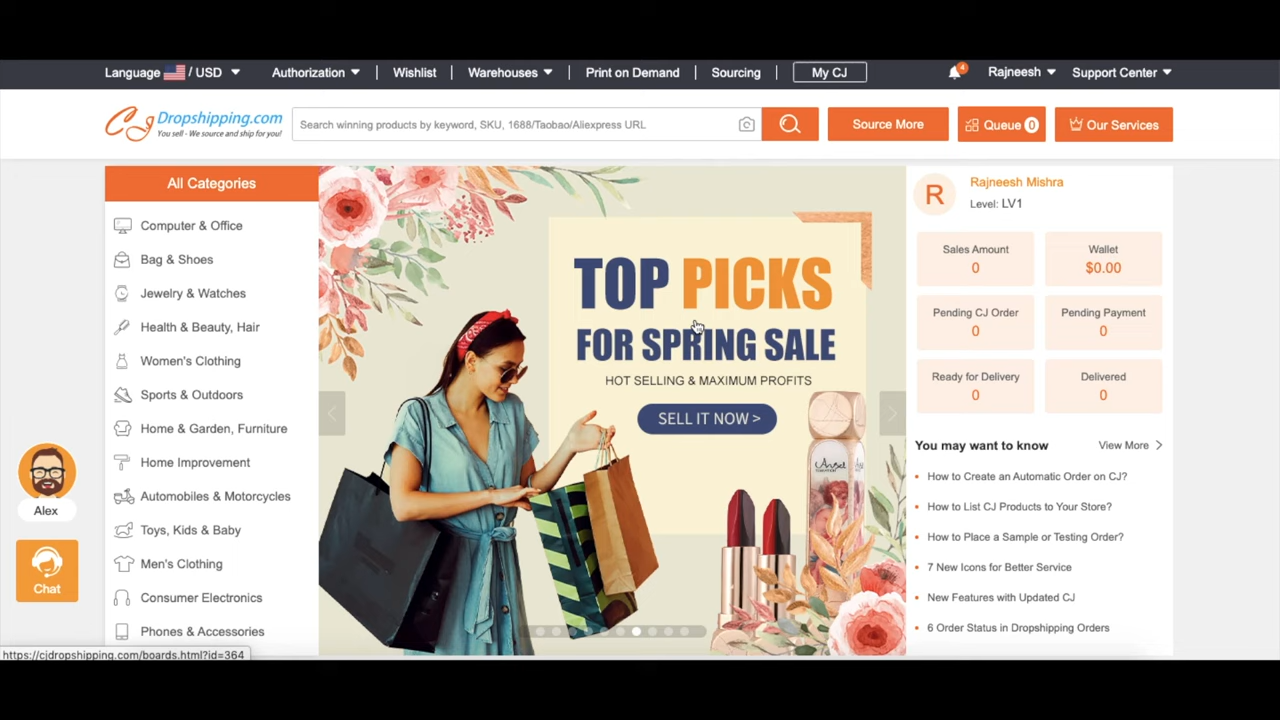 Language / USD
Authorization
Wishlist
Warehouses
Print on Demand
Sourcing
My CJ
4
Rajneesh
Support Center
CJ Dropshipping.com
You sell - We source and ship for you!
Search winning products by keyword, SKU, 1688/Taobao/Aliexpress URL
Source More
Queue 0
Our Services
All Categories
Computer & Office
Bag & Shoes
Jewelry & Watches
Health & Beauty, Hair
Women's Clothing
Sports & Outdoors
Home & Garden, Furniture
Home Improvement
Automobiles & Motorcycles
Toys, Kids & Baby
Men's Clothing
Consumer Electronics
Phones & Accessories
TOP PICKS
FOR SPRING SALE
HOT SELLING & MAXIMUM PROFITS
SELL IT NOW >
R
Rajneesh Mishra
Level: LV1
Sales Amount
0
Wallet
$0.00
Pending CJ Order
0
Pending Payment
0
Ready for Delivery
0
Delivered
0
You may want to know
View More
How to Create an Automatic Order on CJ?
How to List CJ Products to Your Store?
How to Place a Sample or Testing Order?
7 New Icons for Better Service
New Features with Updated CJ
6 Order Status in Dropshipping Orders
Alex
Chat
https://cjdropshipping.com/boards.html?id=364